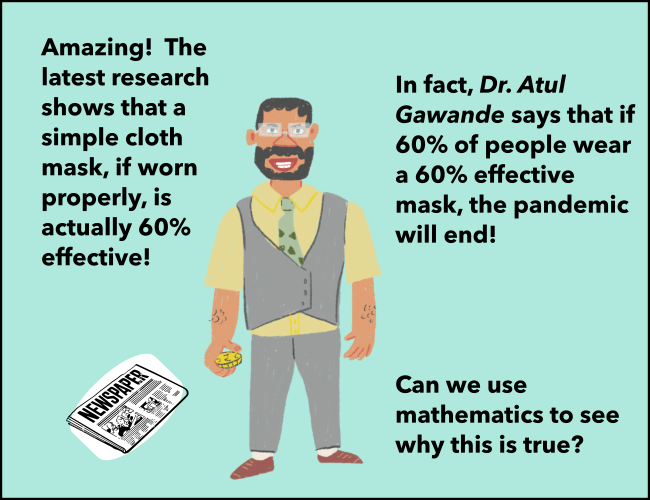 Amazing!  The
latest research
shows that a
simple cloth
mask, if worn
properly, is
actually 60%
effective!
In fact, Dr. Atul
Gawande says that if
60% of people wear
a 60% effective
mask, the pandemic
will end!
NEWSPAPER
Can we use
mathematics to see
why this is true?